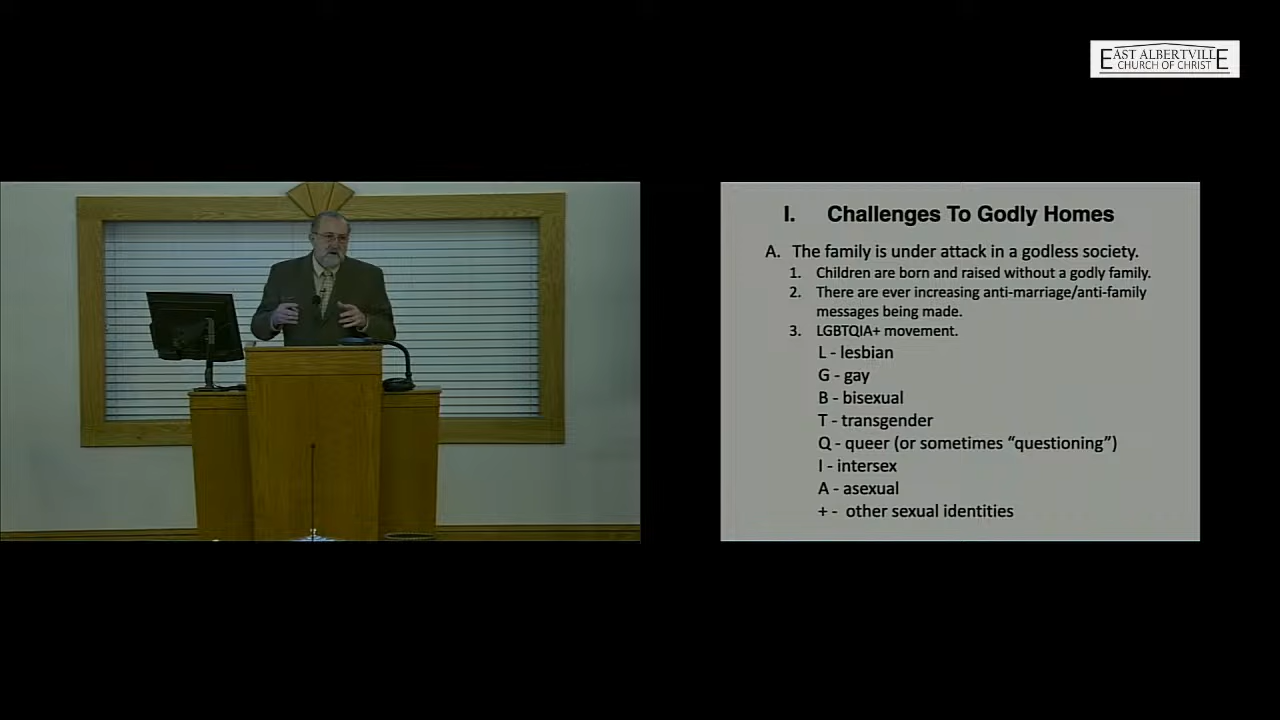 EAST ALBERTVILLE
CHURCH OF CHRIST
I. Challenges To Godly Homes
A. The family is under attack in a godless society.
1. Children are born and raised without a godly family.
2. There are ever increasing anti-marriage/anti-family
messages being made.
3. LGBTQIA+ movement.
L - lesbian
G - gay
B - bisexual
T - transgender
Q - queer (or sometimes “questioning”)
I - intersex
A - asexual
+ - other sexual identities